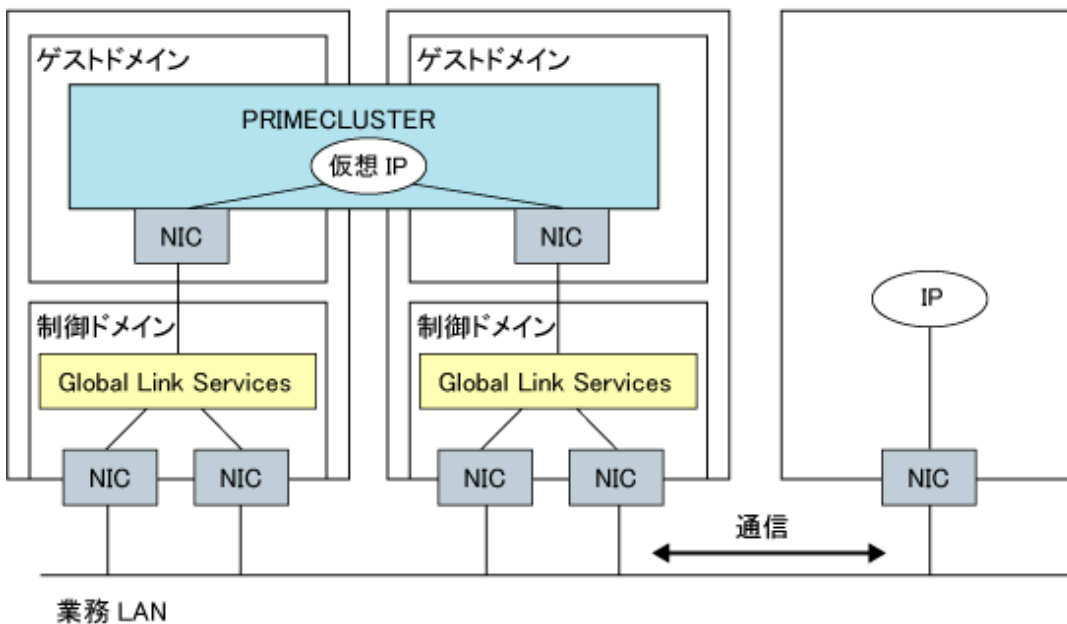 ゲストドメイン
ゲストドメイン
PRIMECLUSTER
仮想 IP
NIC
NIC
IP
制御ドメイン
制御ドメイン
Global Link Services
Global Link Services
NIC
NIC
NIC
NIC
NIC
通信
業務 LAN